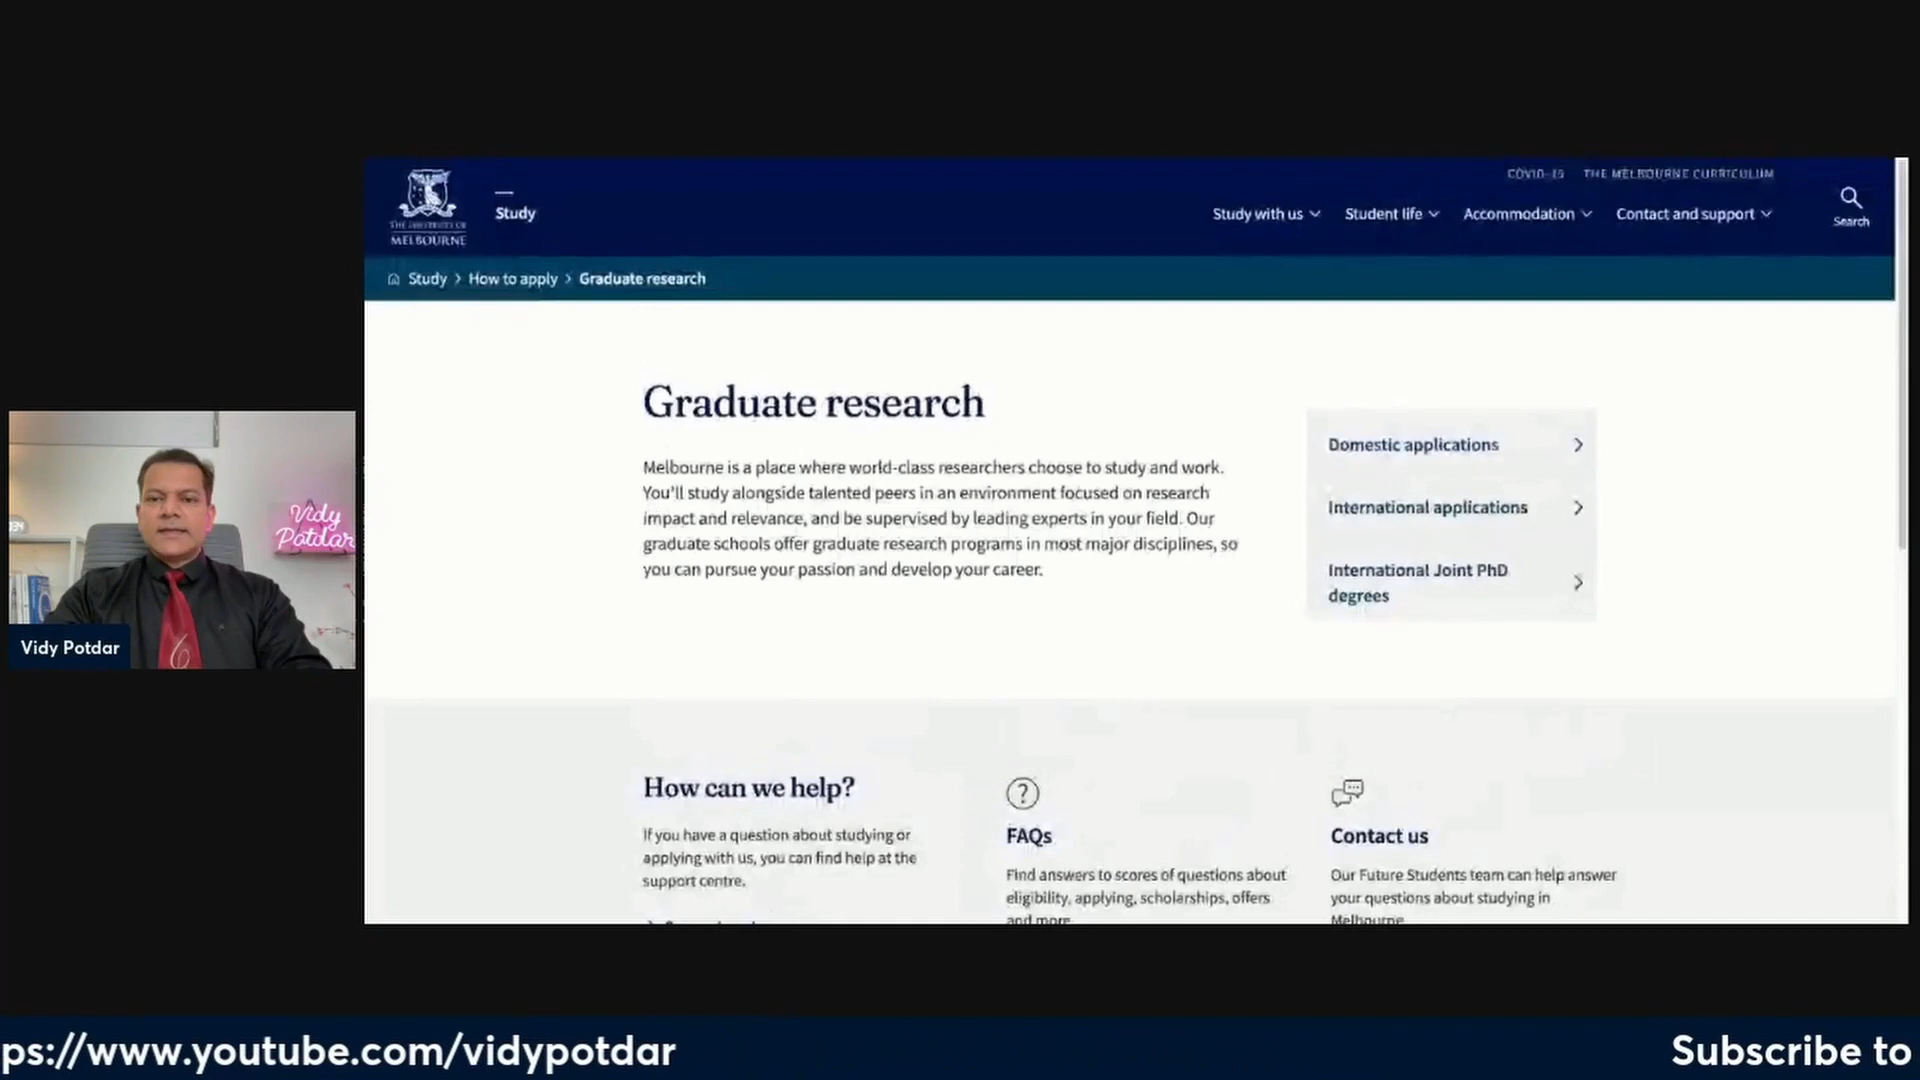 COVID-19 THE MELBOURNE CURRICULUM
THE UNIVERSITY OF
MELBOURNE
Study
Study with us
Student life
Accommodation
Contact and support
Search
Study > How to apply > Graduate research
Graduate research
Melbourne is a place where world-class researchers choose to study and work.
You'll study alongside talented peers in an environment focused on research
impact and relevance, and be supervised by leading experts in your field. Our
graduate schools offer graduate research programs in most major disciplines, so
you can pursue your passion and develop your career.
Domestic applications
International applications
International Joint PhD
degrees
Vidy
Potdar
Vidy Potdar
How can we help?
If you have a question about studying or
applying with us, you can find help at the
support centre.
FAQs
Find answers to scores of questions about
eligibility, applying, scholarships, offers
and more
Contact us
Our Future Students team can help answer
your questions about studying in
Melbourne
ps://www.youtube.com/vidypotdar
Subscribe to